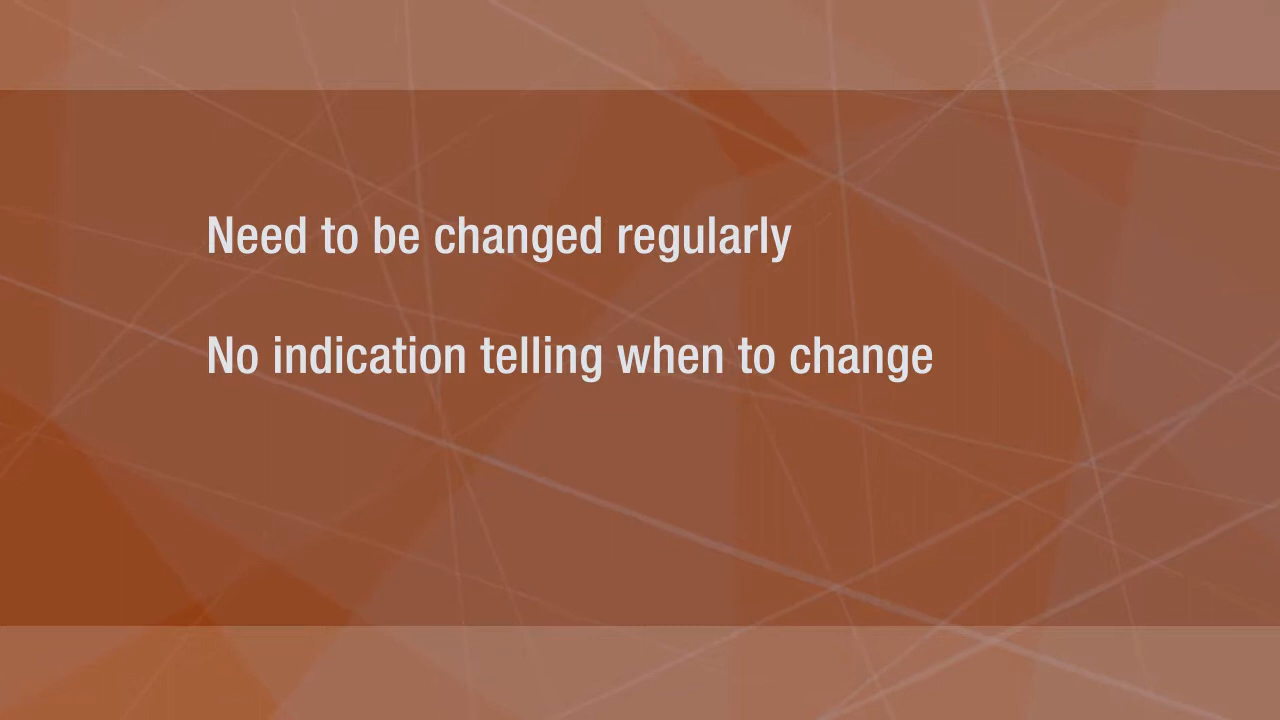 Need to be changed regularly
No indication telling when to change